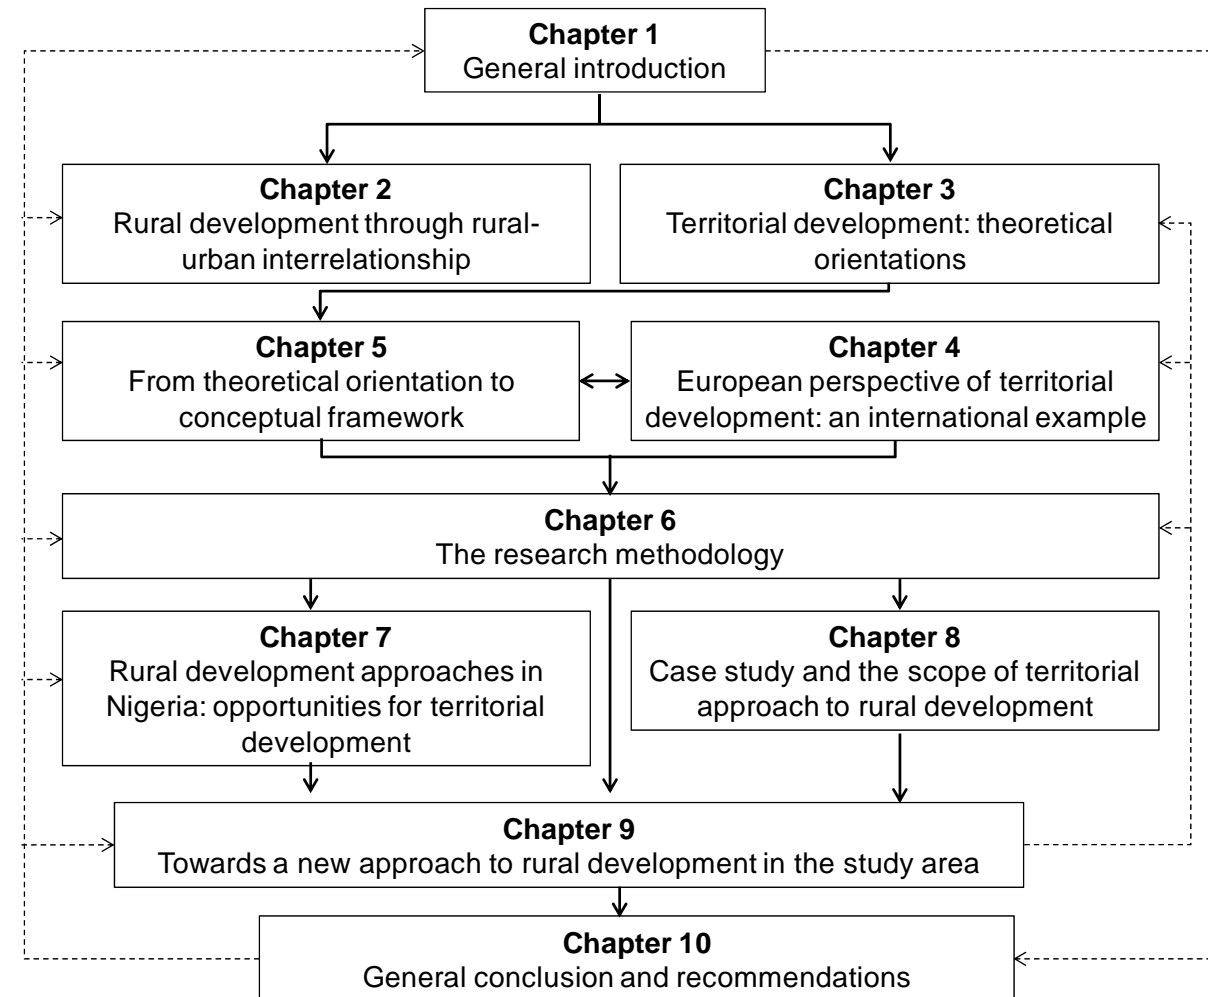 Chapter 1
General introduction
Chapter 2
Rural development through rural-
urban interrelationship
Chapter 3
Territorial development: theoretical
orientations
Chapter 5
From theoretical orientation to
conceptual framework
Chapter 4
European perspective of territorial
development: an international example
Chapter 6
The research methodology
Chapter 7
Rural development approaches in
Nigeria: opportunities for territorial
development
Chapter 8
Case study and the scope of territorial
approach to rural development
Chapter 9
Towards a new approach to rural development in the study area
Chapter 10
General conclusion and recommendations